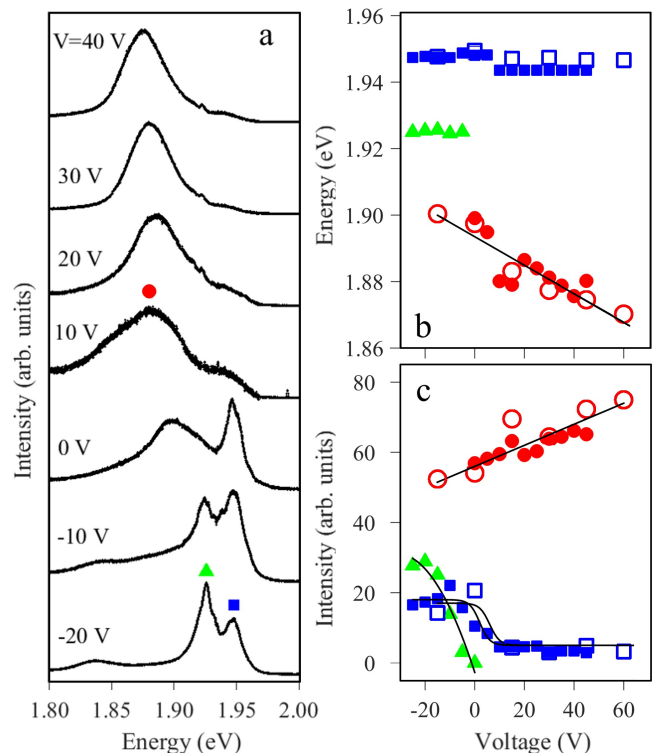 a
V=40 V
30 V
20 V
10 V
0 V
-10 V
-20 V
Intensity (arb. units)
1.80 1.85 1.90 1.95 2.00
Energy (eV)
1.96
1.92
1.90
1.88
1.86
Energy (eV)
b
c
80
60
40
20
0
Intensity (arb. units)
-20 0 20 40 60
Voltage (V)